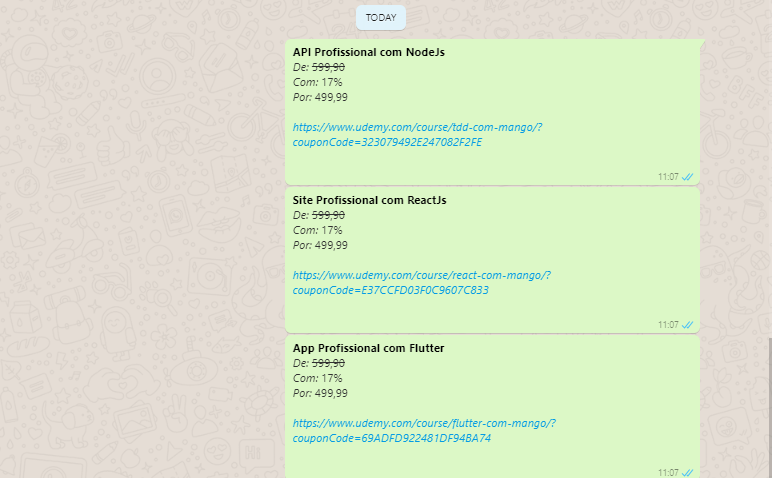 TODAY
API Profissional com NodeJs
De: 599,90
Com: 17%
Por: 499,99
https://www.udemy.com/course/tdd-com-mango/?
couponCode=323079492E247082F2FE
11:07
Site Profissional com ReactJs
De: 599,90
Com: 17%
Por: 499,99
https://www.udemy.com/course/react-com-mango/?
couponCode=E37CCFD03F0C9607C833
11:07
App Profissional com Flutter
De: 599,90
Com: 17%
Por: 499,99
https://www.udemy.com/course/flutter-com-mango/?
couponCode=69ADFD922481DF94BA74
11:07